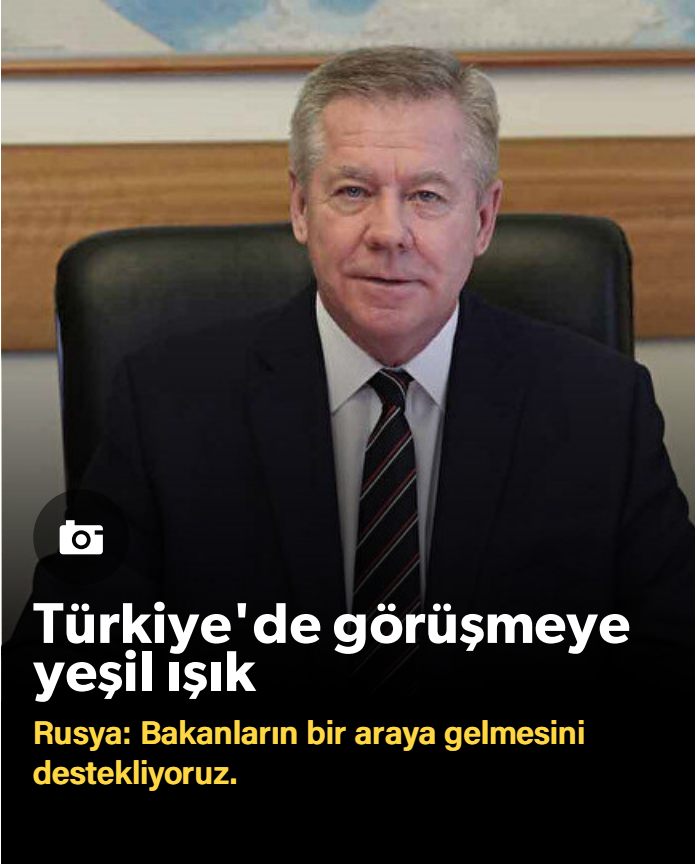 Türkiye'de görüşmeye
yeşil ışık
Rusya: Bakanların bir araya gelmesini
destekliyoruz.